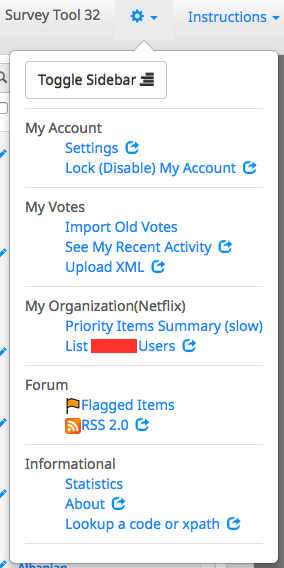 Survey Tool 32
Instructions
Toggle Sidebar
My Account
Settings
Lock (Disable) My Account
My Votes
Import Old Votes
See My Recent Activity
Upload XML
My Organization(Netflix)
Priority Items Summary (slow)
List Users
Forum
Flagged Items
RSS 2.0
Informational
Statistics
About
Lookup a code or xpath
Albanian